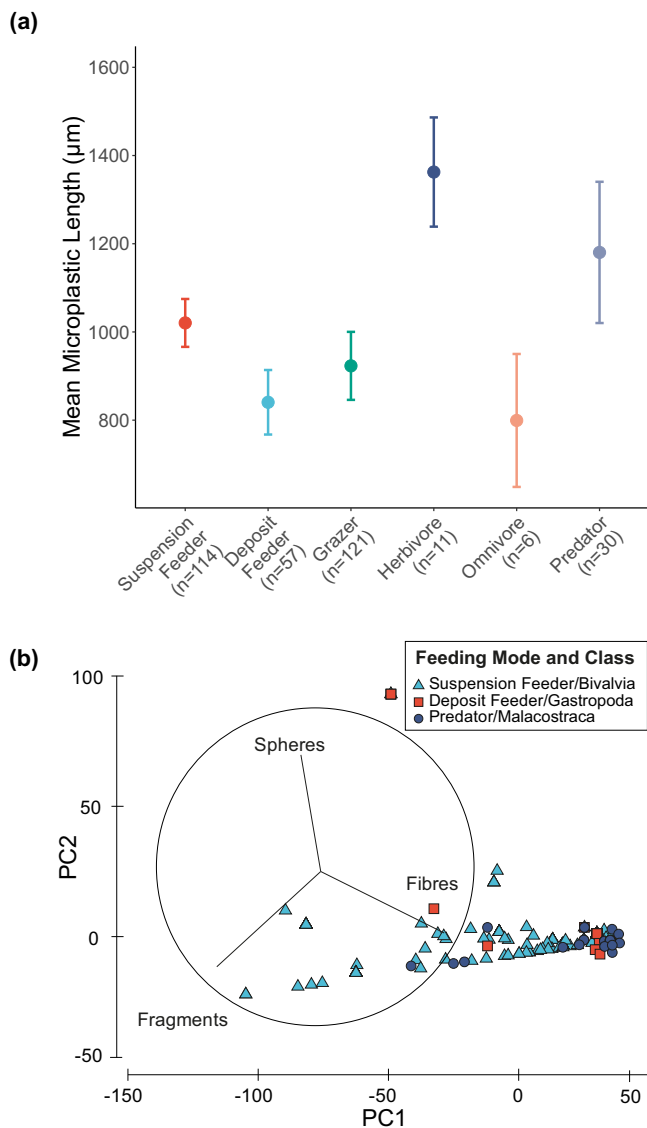 (a)
1600
1400
1200
1000
800
Mean Microplastic Length (µm)
Suspension
Feeder
(n=114)
Deposit
Feeder
(n=57)
Grazer
(n=121)
Herbivore
(n=11)
Omnivore
(n=6)
Predator
(n=30)
(b)
Feeding Mode and Class
Suspension Feeder/Bivalvia
Deposit Feeder/Gastropoda
Predator/Malacostraca
100
50
0
-50
PC2
Spheres
Fibres
Fragments
-150
-100
-50
0
50
PC1